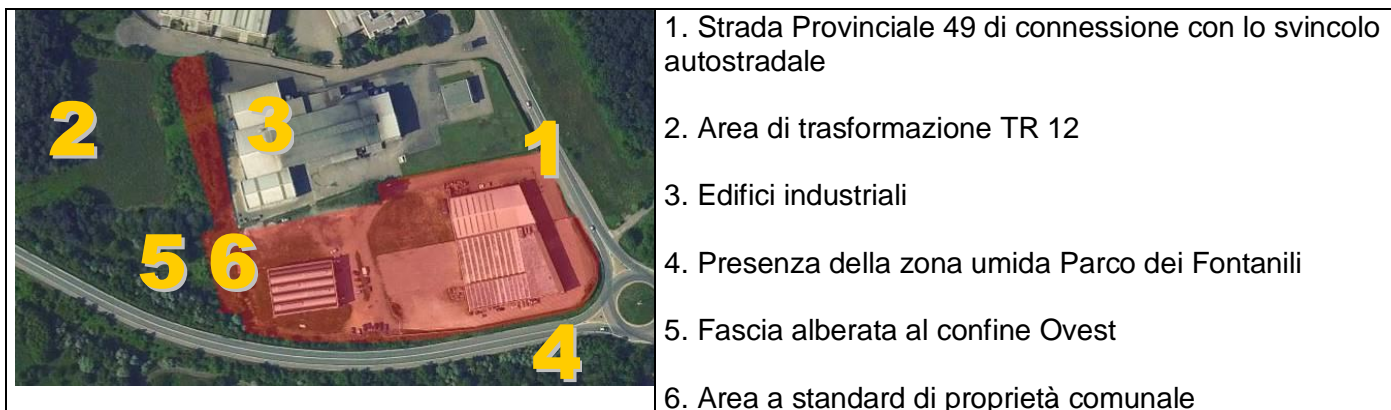 2
3
1
5
6
4
1. Strada Provinciale 49 di connessione con lo svincolo
autostradale
2. Area di trasformazione TR 12
3. Edifici industriali
4. Presenza della zona umida Parco dei Fontanili
5. Fascia alberata al confine Ovest
6. Area a standard di proprietà comunale